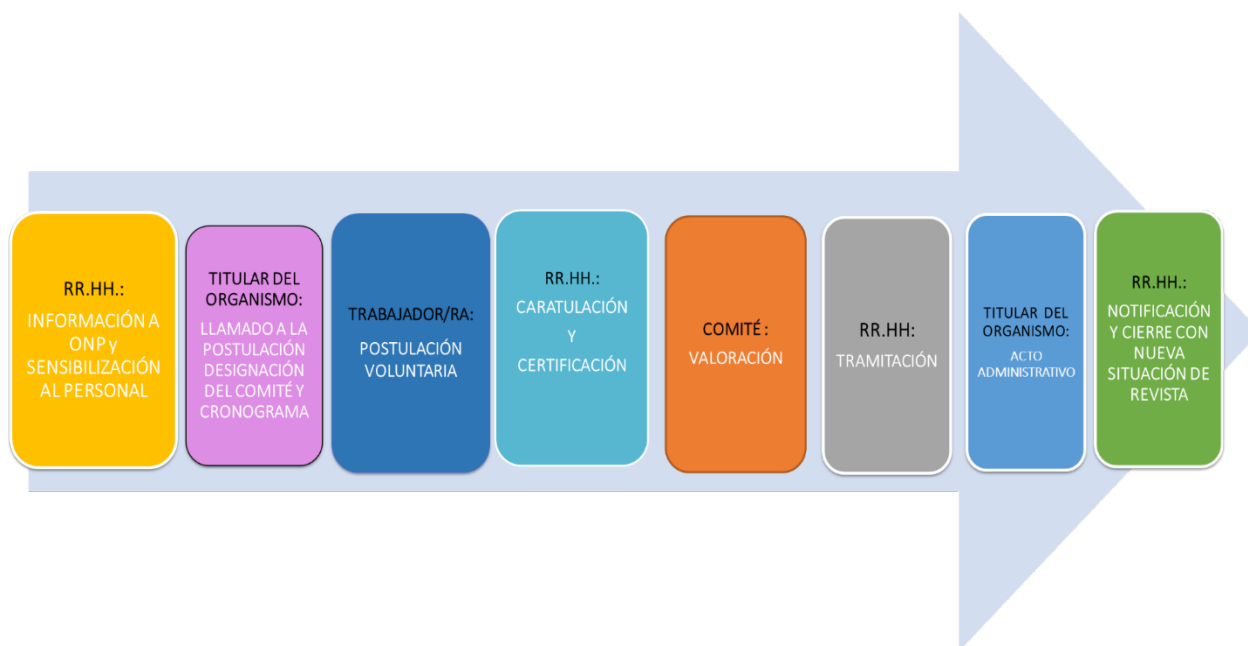 RR.HH.:
INFORMACIÓN A
ONP y
SENSIBILIZACIÓN
AL PERSONAL
TITULAR DEL
ORGANISMO:
LLAMADO A LA
POSTULACIÓN
DESIGNACIÓN
DEL COMITÉ Y
CRONOGRAMA
TRABAJADOR/RA:
POSTULACIÓN
VOLUNTARIA
RR.HH.:
CARATULACIÓN
Y
CERTIFICACIÓN
COMITÉ :
VALORACIÓN
RR.HH:
TRAMITACIÓN
TITULAR DEL
ORGANISMO:
ACTO
ADMINISTRATIVO
RR.HH.:
NOTIFICACIÓN
Y CIERRE CON
NUEVA
SITUACIÓN DE
REVISTA